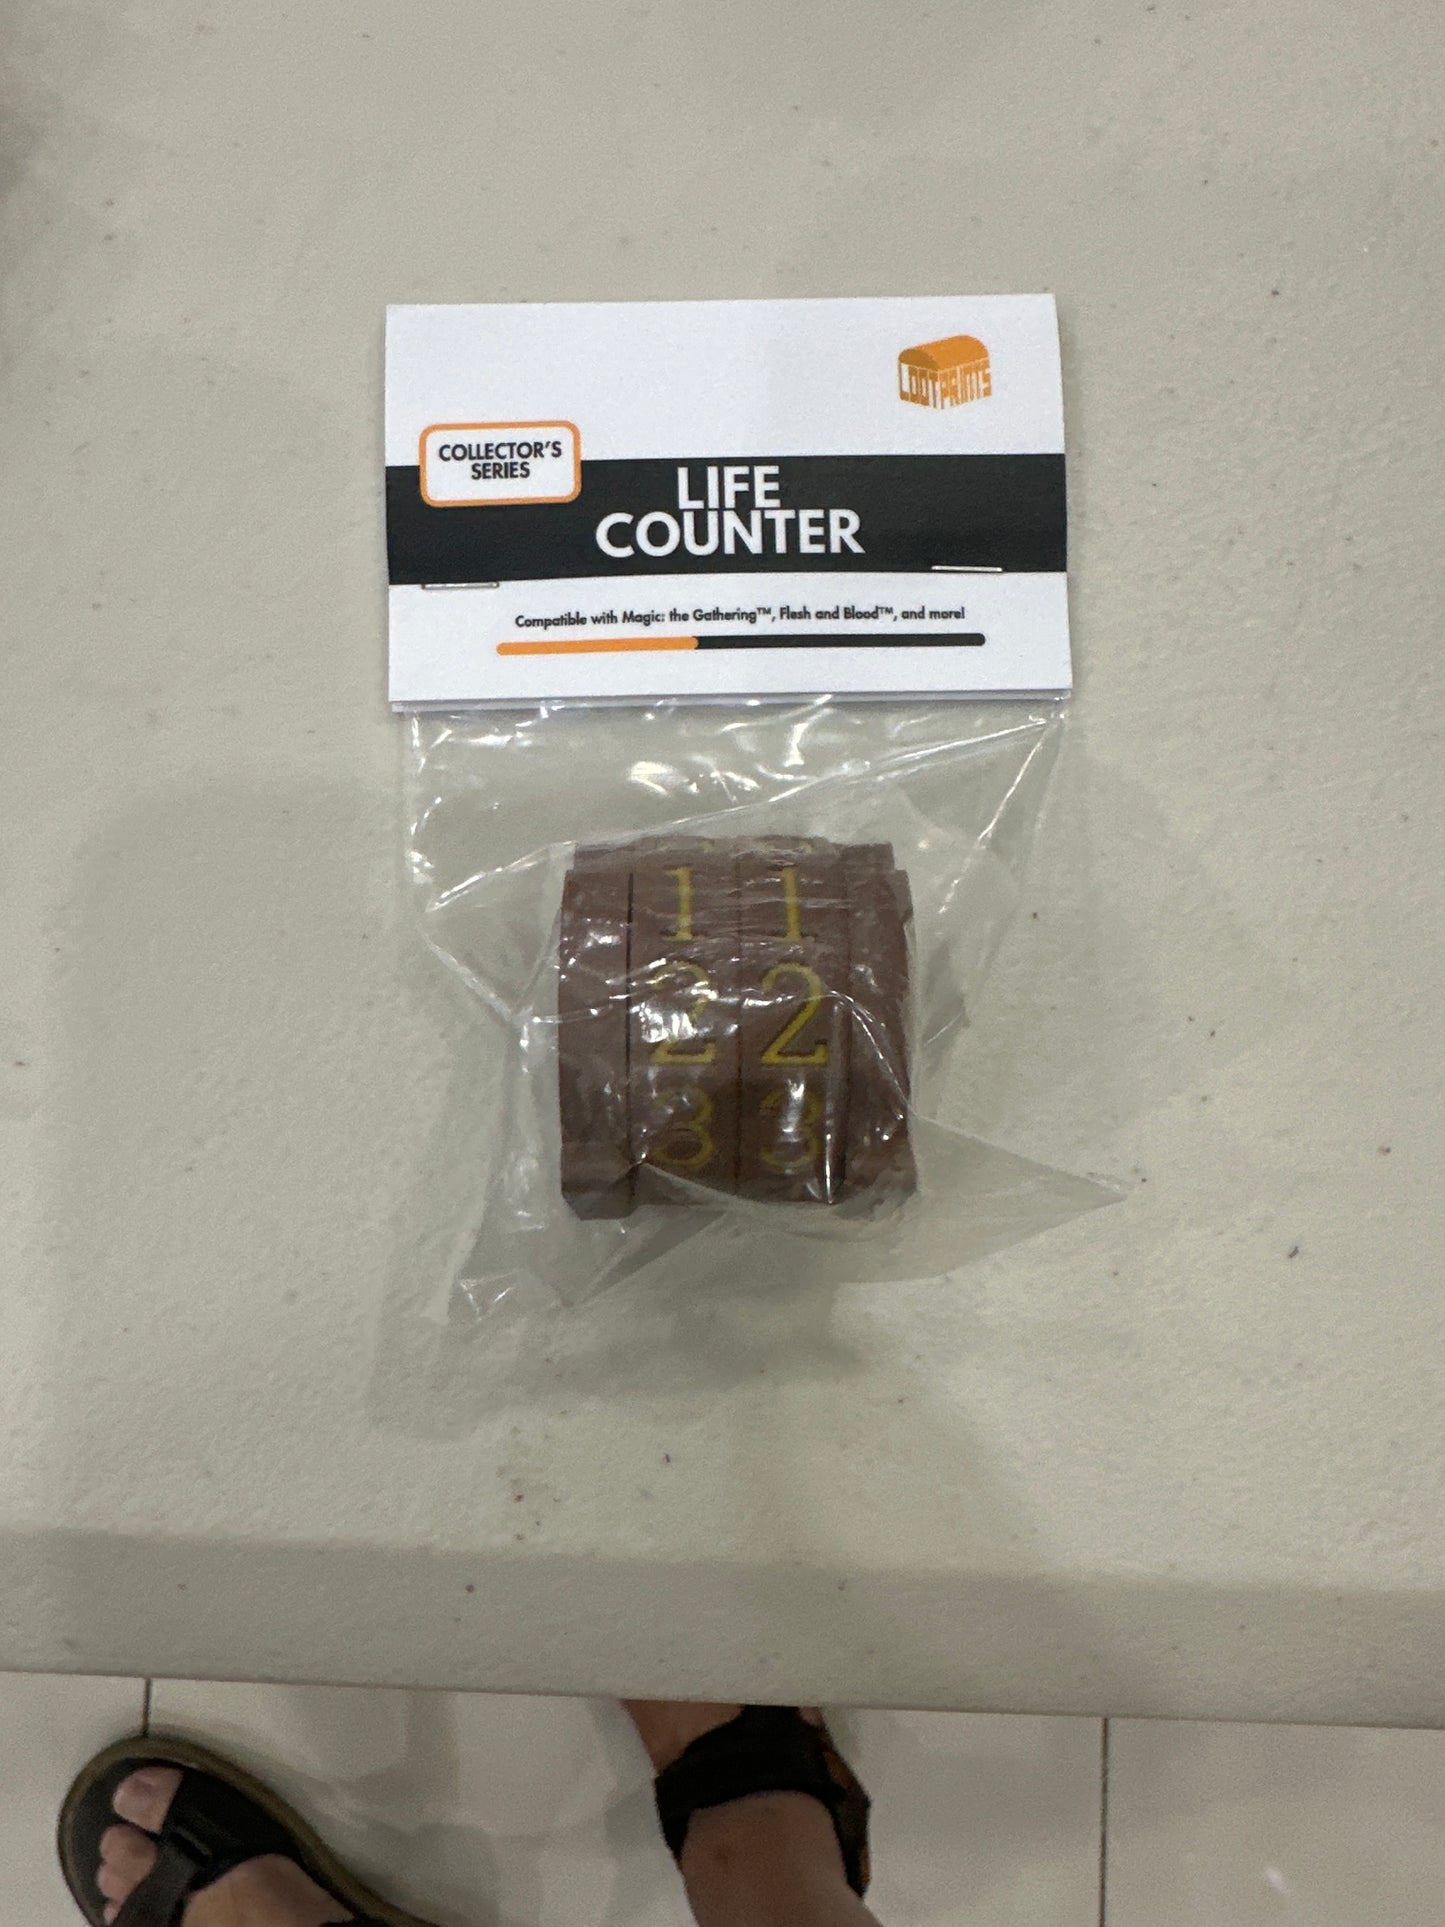 LOOTPRINTS
COLLECTOR'S
SERIES
LIFE
COUNTER
Compatible with Magic: the Gathering™, Flesh and Blood™, and more!
1 1
2 2
3 3